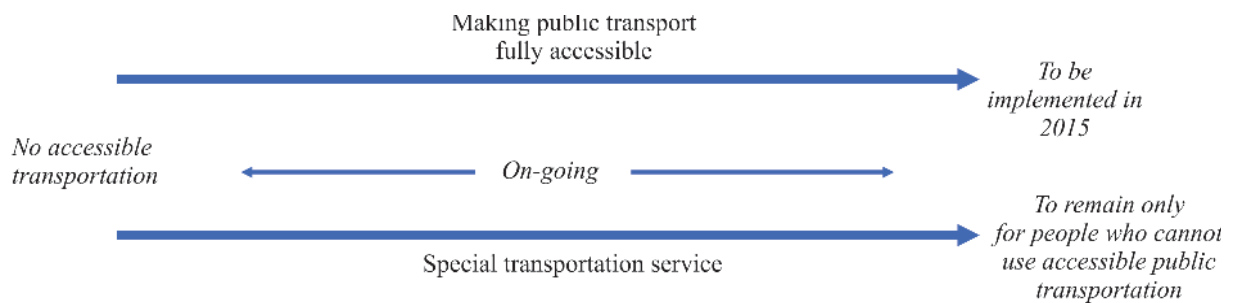 Making public transport
fully accessible
To be
implemented in
2015
No accessible
transportation
On-going
To remain only
for people who cannot
use accessible public
transportation
Special transportation service